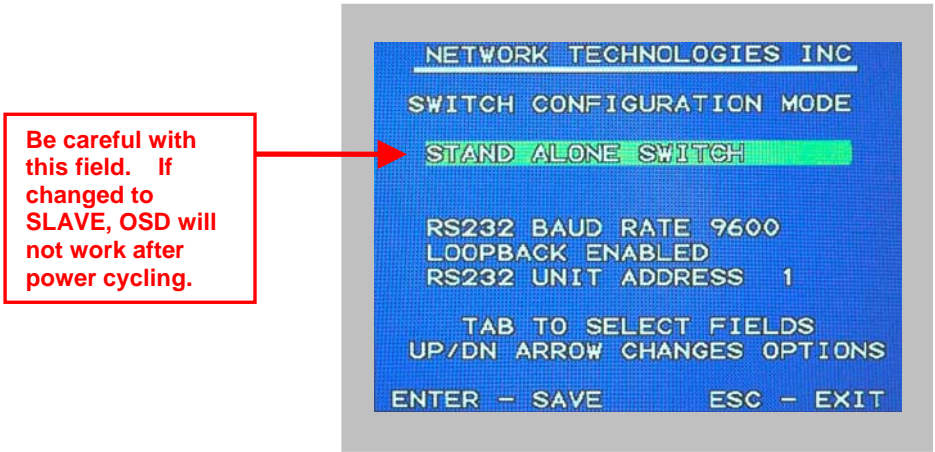 Be careful with
this field. If
changed to
SLAVE, OSD will
not work after
power cycling.
NETWORK TECHNOLOGIES INC
SWITCH CONFIGURATION MODE
STAND ALONE SWITCH
RS232 BAUD RATE 9600
LOOPBACK ENABLED
RS232 UNIT ADDRESS 1
TAB TO SELECT FIELDS
UP/DN ARROW CHANGES OPTIONS
ENTER - SAVE ESC - EXIT